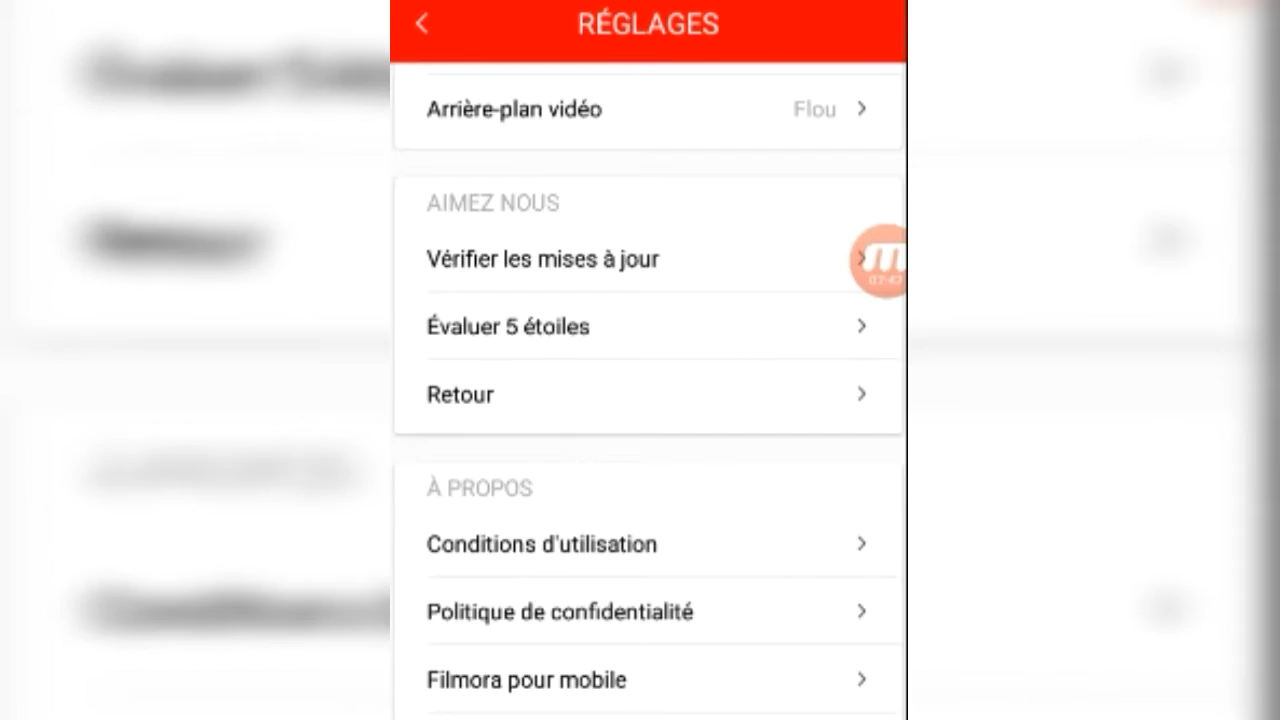 RÉGLAGES
Arrière-plan vidéo Flou
AIMEZ NOUS
Vérifier les mises à jour
Évaluer 5 étoiles
Retour
À PROPOS
Conditions d'utilisation
Politique de confidentialité
Filmora pour mobile